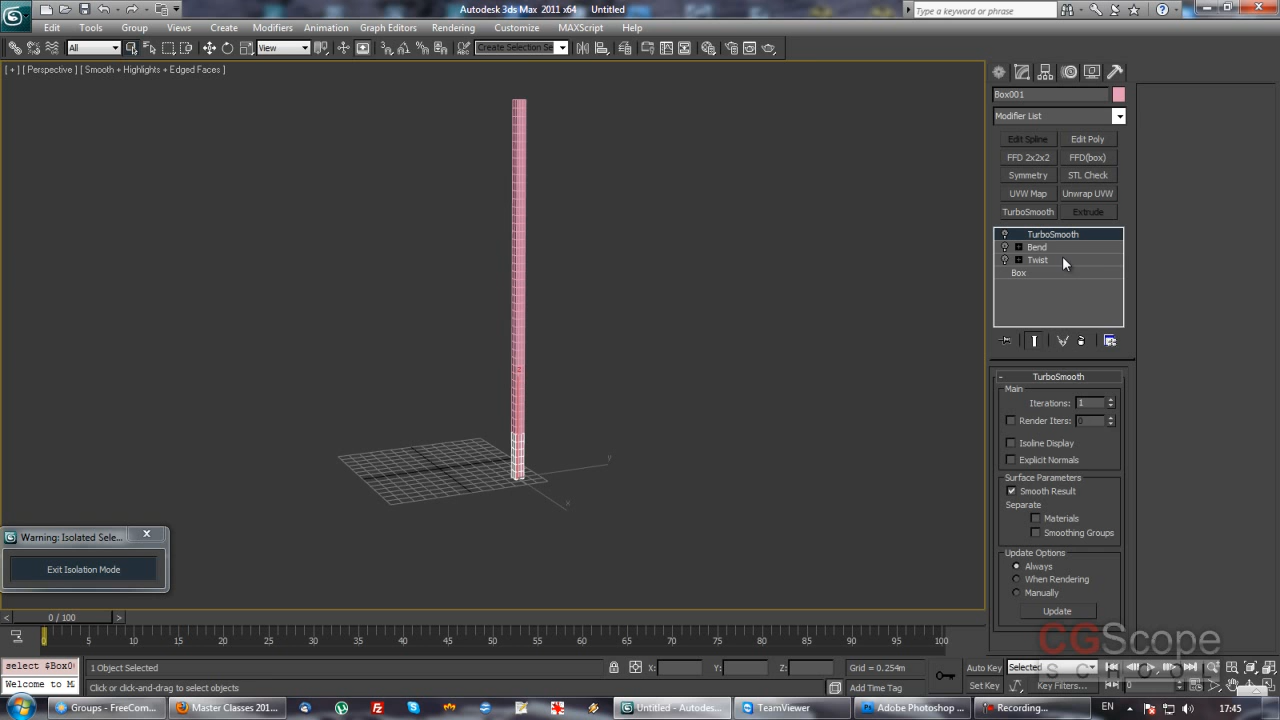 Autodesk 3ds Max 2011 x64    Untitled
Type a keyword or phrase
Edit Tools Group Views Create Modifiers Animation Graph Editors Rendering Customize MAXScript Help
All View Create Selection Se
[ + ] [ Perspective ] [ Smooth + Highlights + Edged Faces ]
Box001
Modifier List
Edit Spline Edit Poly
FFD 2x2x2 FFD(box)
Symmetry STL Check
UVW Map Unwrap UVW
TurboSmooth Extrude
TurboSmooth
Bend
Twist
Box
z
y
x
TurboSmooth
Main
Iterations: 1
Render Iters: 0
Isoline Display
Explicit Normals
Surface Parameters
Smooth Result
Separate
Materials
Smoothing Groups
Update Options
Always
When Rendering
Manually
Update
Warning: Isolated Sele...
Exit Isolation Mode
0 / 100
0 5 10 15 20 25 30 35 40 45 50 55 60 65 70 75 80 85 90 95 100
CGScope
SCHOOL
select $Box0
1 Object Selected X: Y: Z: Grid = 0.254m Auto Key Selected
Welcome to M
Click or click-and-drag to select objects Add Time Tag Set Key Key Filters... 0
Groups - FreeCom... Master Classes 201... Untitled - Autodes... TeamViewer Adobe Photoshop ... Recording... 17:45